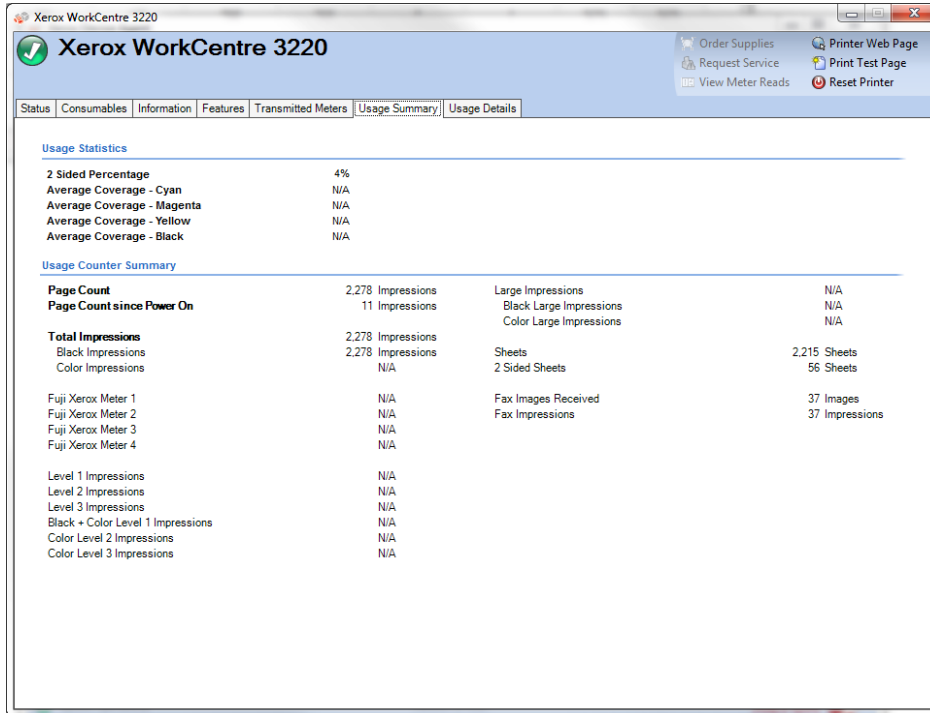 Xerox WorkCentre 3220
Xerox WorkCentre 3220
Order Supplies Printer Web Page
Request Service Print Test Page
View Meter Reads Reset Printer
Status Consumables Information Features Transmitted Meters Usage Summary Usage Details
Usage Statistics
2 Sided Percentage 4%
Average Coverage - Cyan N/A
Average Coverage - Magenta N/A
Average Coverage - Yellow N/A
Average Coverage - Black N/A
Usage Counter Summary
Page Count 2,278 Impressions Large Impressions N/A
Page Count since Power On 11 Impressions Black Large Impressions N/A
Color Large Impressions N/A
Total Impressions 2,278 Impressions
Black Impressions 2,278 Impressions Sheets 2,215 Sheets
Color Impressions N/A 2 Sided Sheets 56 Sheets
Fuji Xerox Meter 1 N/A Fax Images Received 37 Images
Fuji Xerox Meter 2 N/A Fax Impressions 37 Impressions
Fuji Xerox Meter 3 N/A
Fuji Xerox Meter 4 N/A
Level 1 Impressions N/A
Level 2 Impressions N/A
Level 3 Impressions N/A
Black + Color Level 1 Impressions N/A
Color Level 2 Impressions N/A
Color Level 3 Impressions N/A